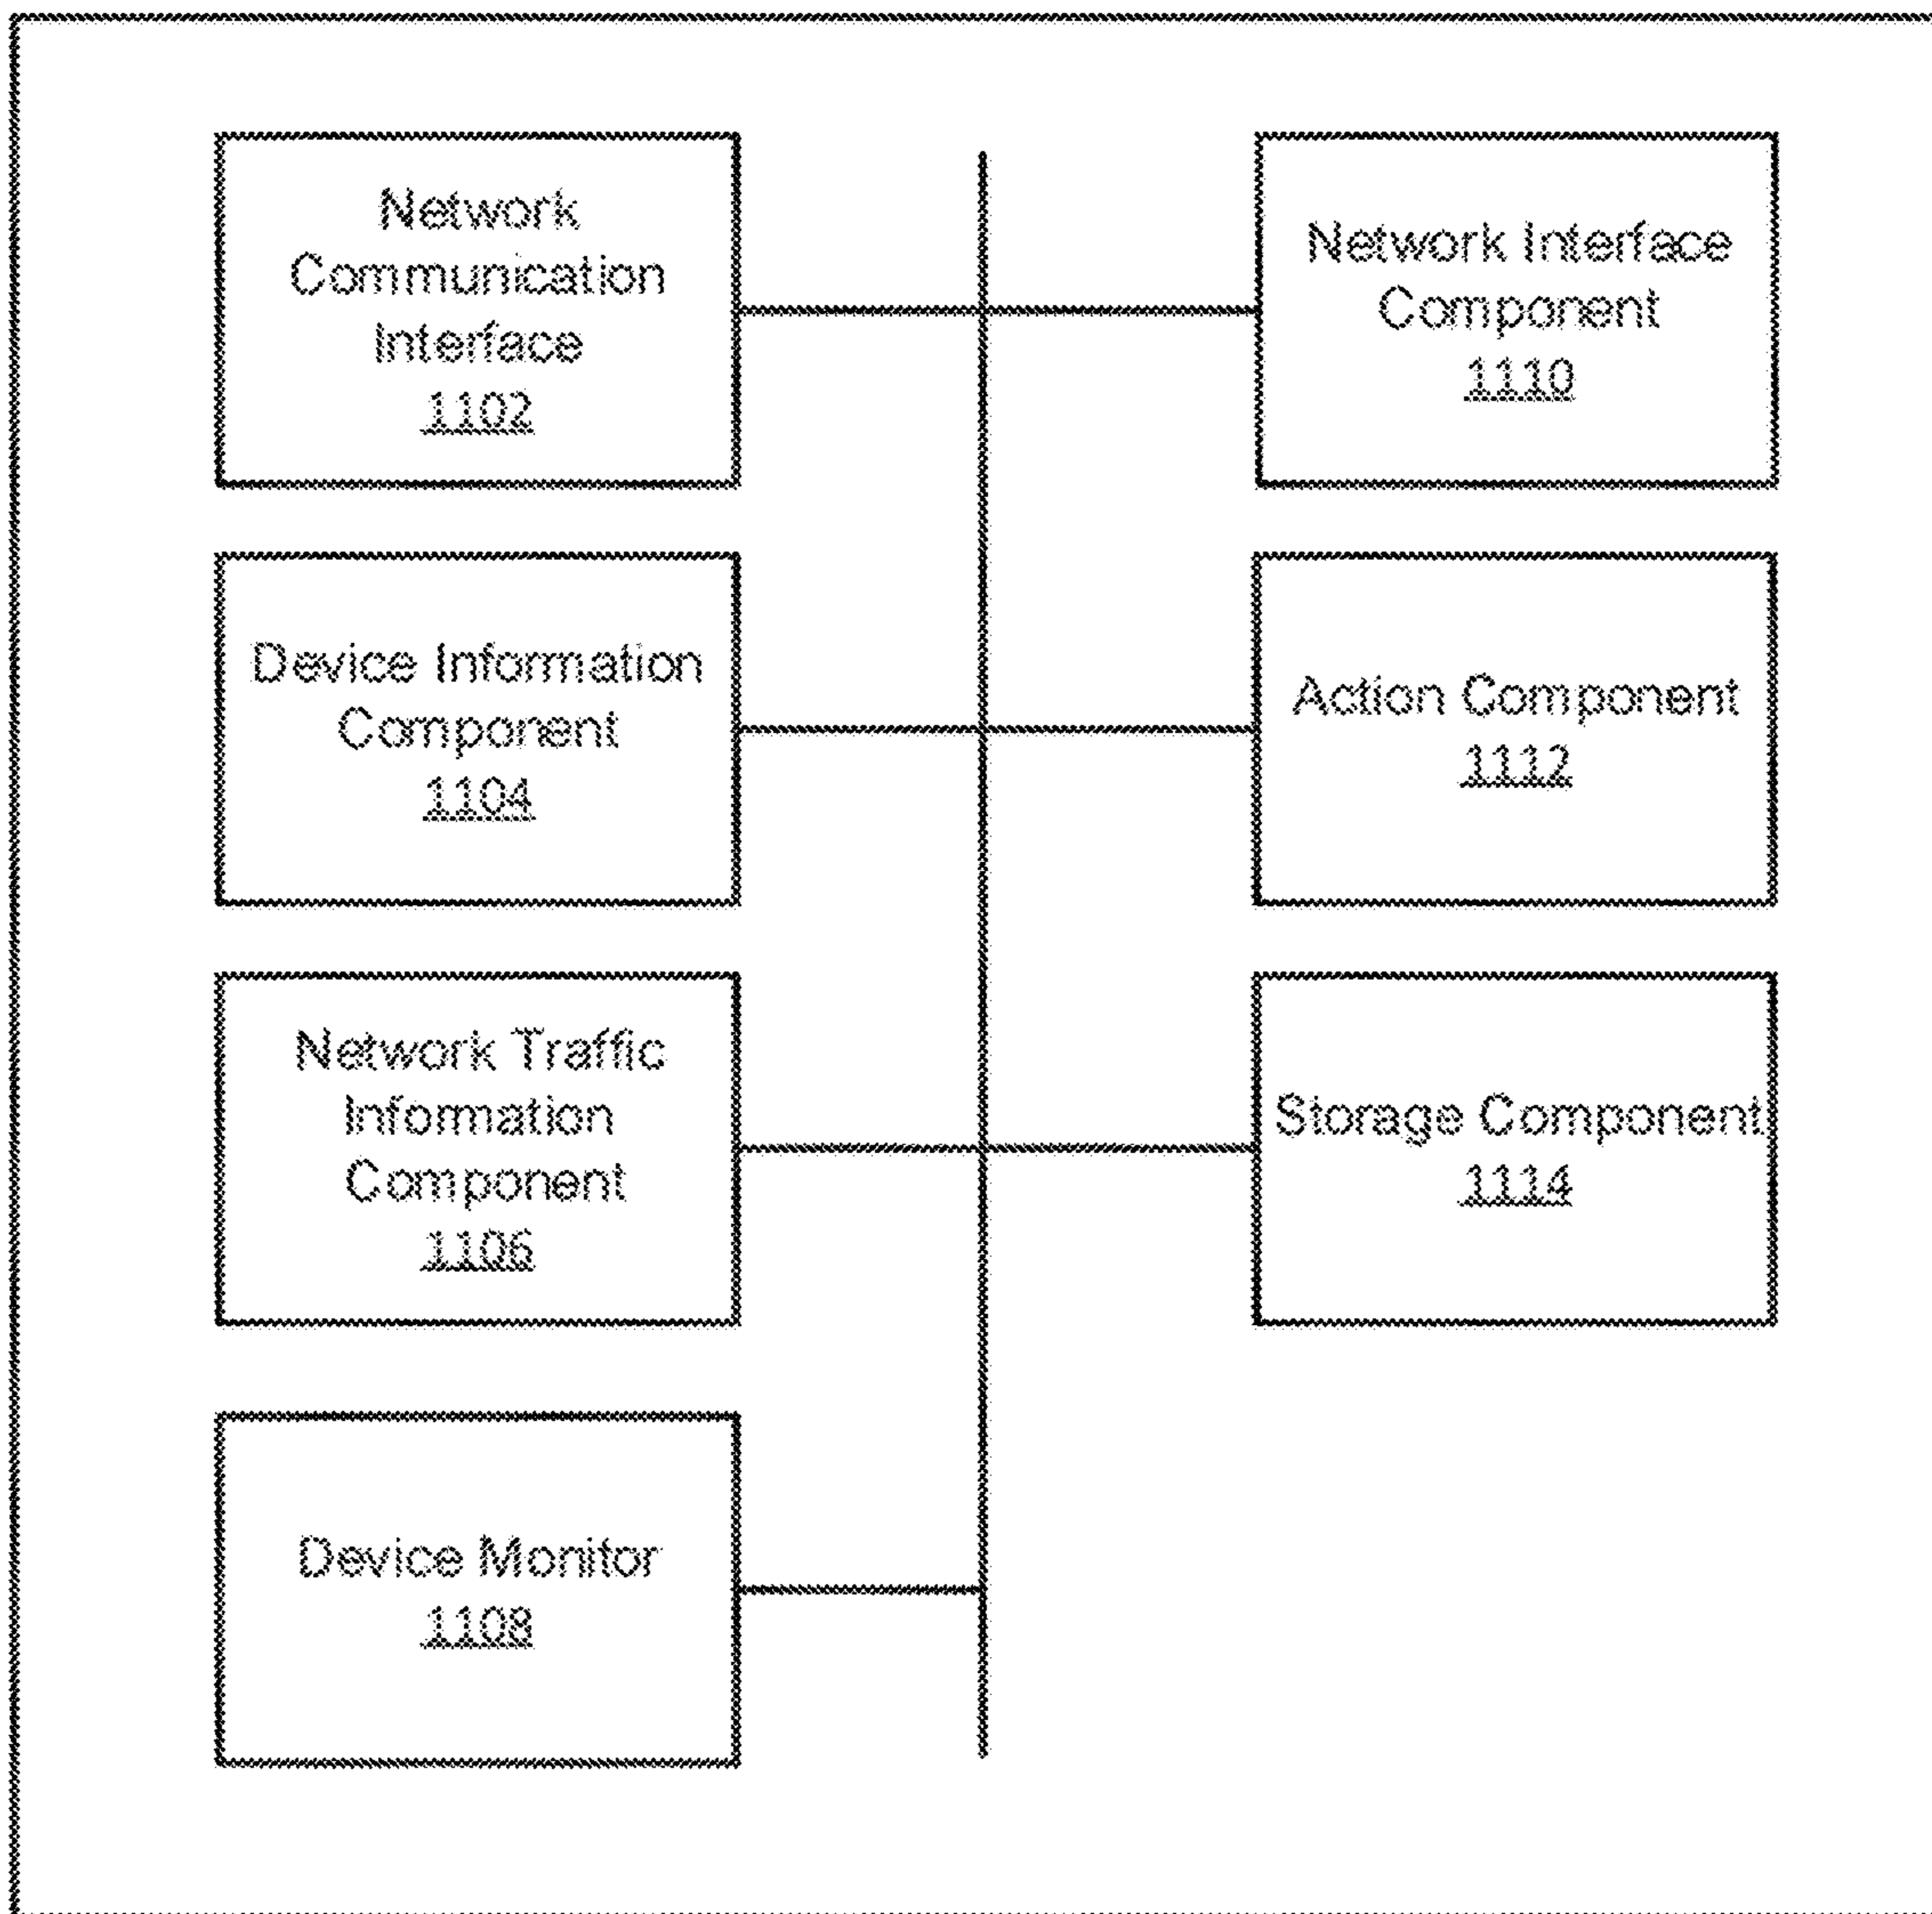 Network
Communication
Interface
1102
Device Information
Component
1104
Network Traffic
Information
Component
1106
Device Monitor
1108
Network Interface
Component
1110
Action Component
1112
Storage Component
1114